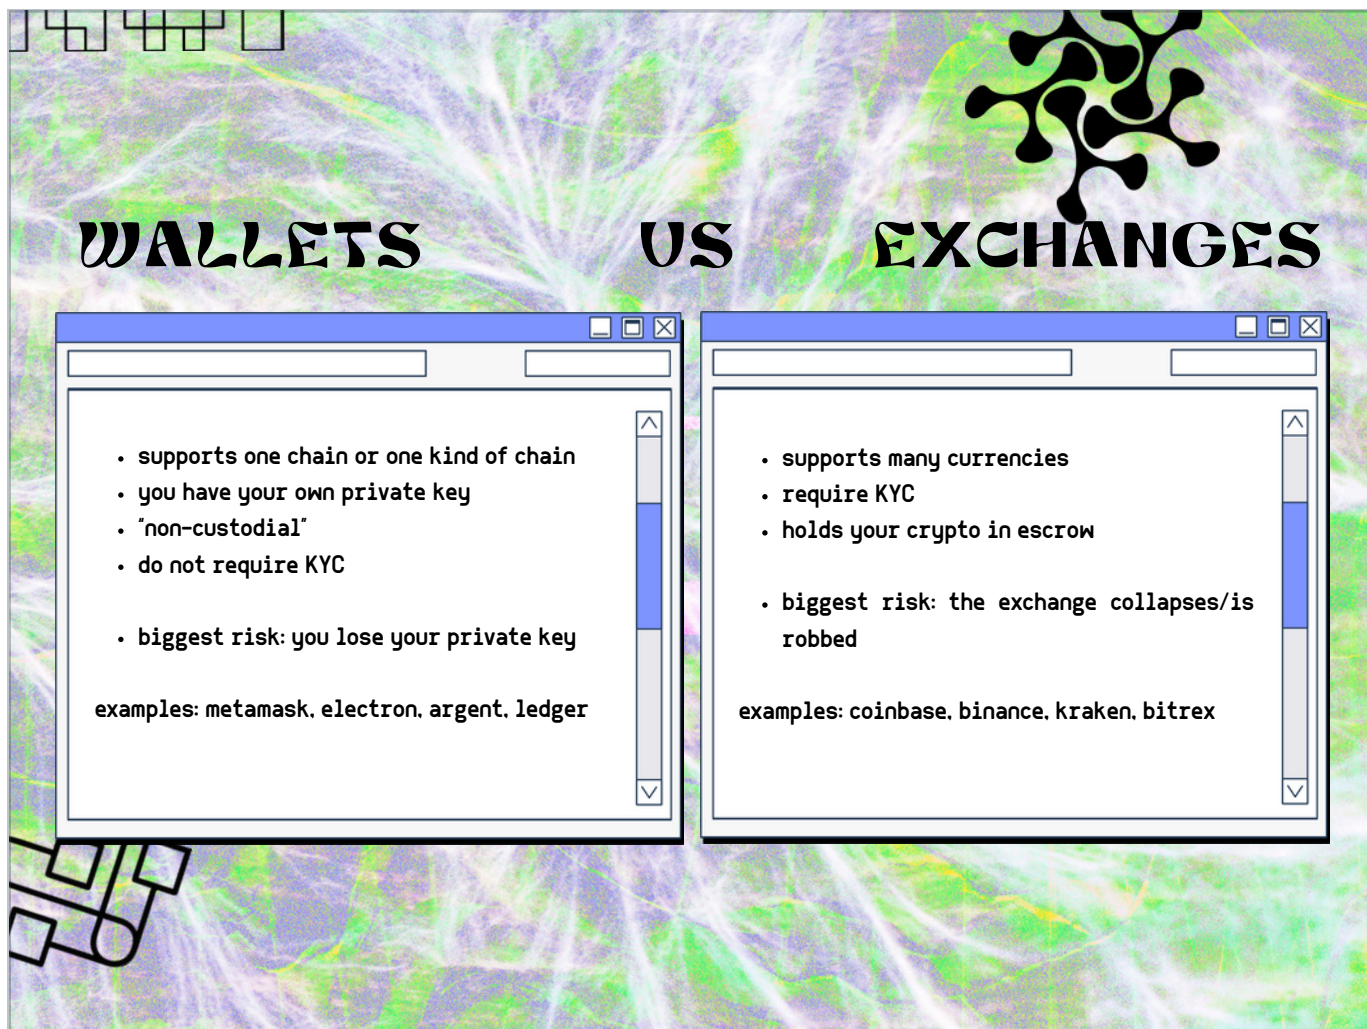 WALLETS VS EXCHANGES
• supports one chain or one kind of chain
• you have your own private key
• "non-custodial"
• do not require KYC
• biggest risk: you lose your private key
examples: metamask, electron, argent, ledger
• supports many currencies
• require KYC
• holds your crypto in escrow
• biggest risk: the exchange collapses/is
robbed
examples: coinbase, binance, kraken, bitrex